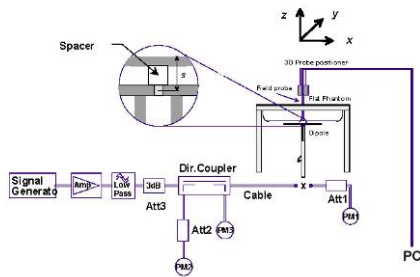 z
y
x
Spacer
s
3D Probe positioner
Field probe
Flat Phantom
Dipole
Dir.Coupler
Signal
Generato
Amp
Low
Pass
3dB
Cable
x
Att3
Att1
Att2
PM3
PM1
PM2
PC